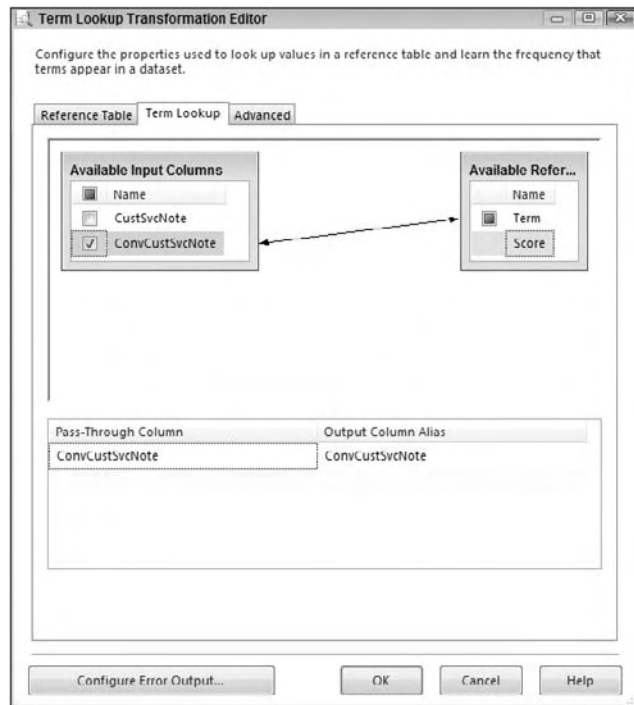 Term Lookup Transformation Editor
Configure the properties used to look up values in a reference table and learn the frequency that
terms appear in a dataset.
Reference Table Term Lookup Advanced
Available Input Columns
Name
CustSvcNote
ConvCustSvcNote
Available Refer...
Name
Term
Score
Pass-Through Column Output Column Alias
ConvCustSvcNote ConvCustSvcNote
Configure Error Output... OK Cancel Help